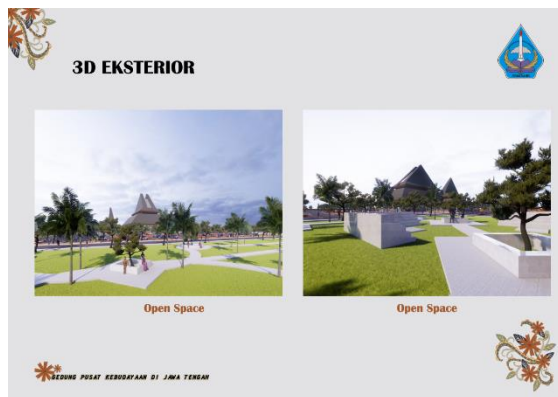 3D EKSTERIOR
Open Space
Open Space
GEDUNG PUSAT KEBUDAYAAN DI JAWA TENGAH